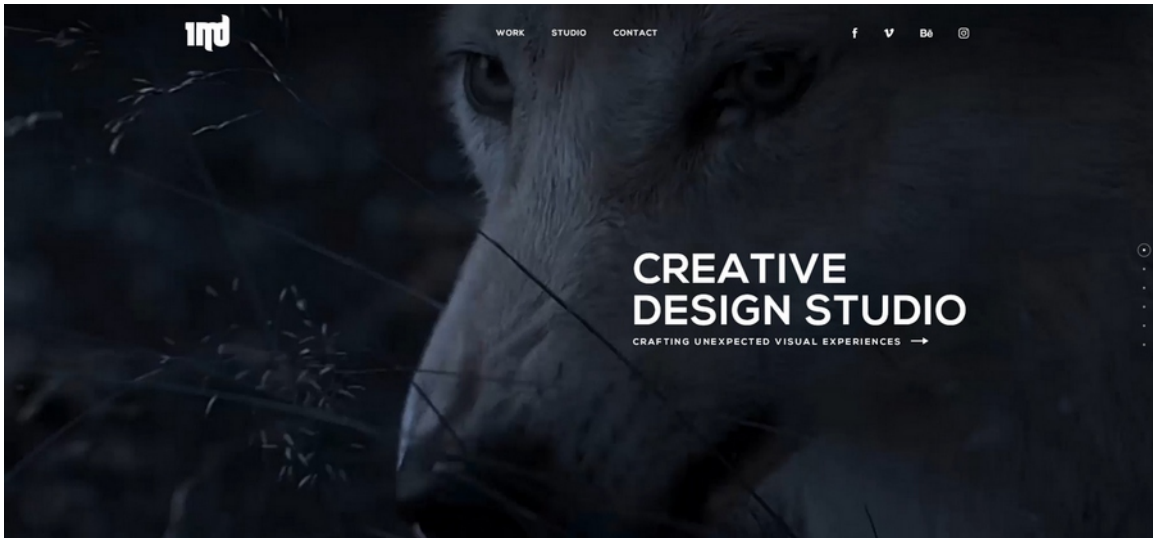 1md
WORK STUDIO CONTACT
Bē
CREATIVE
DESIGN STUDIO
CRAFTING UNEXPECTED VISUAL EXPERIENCES